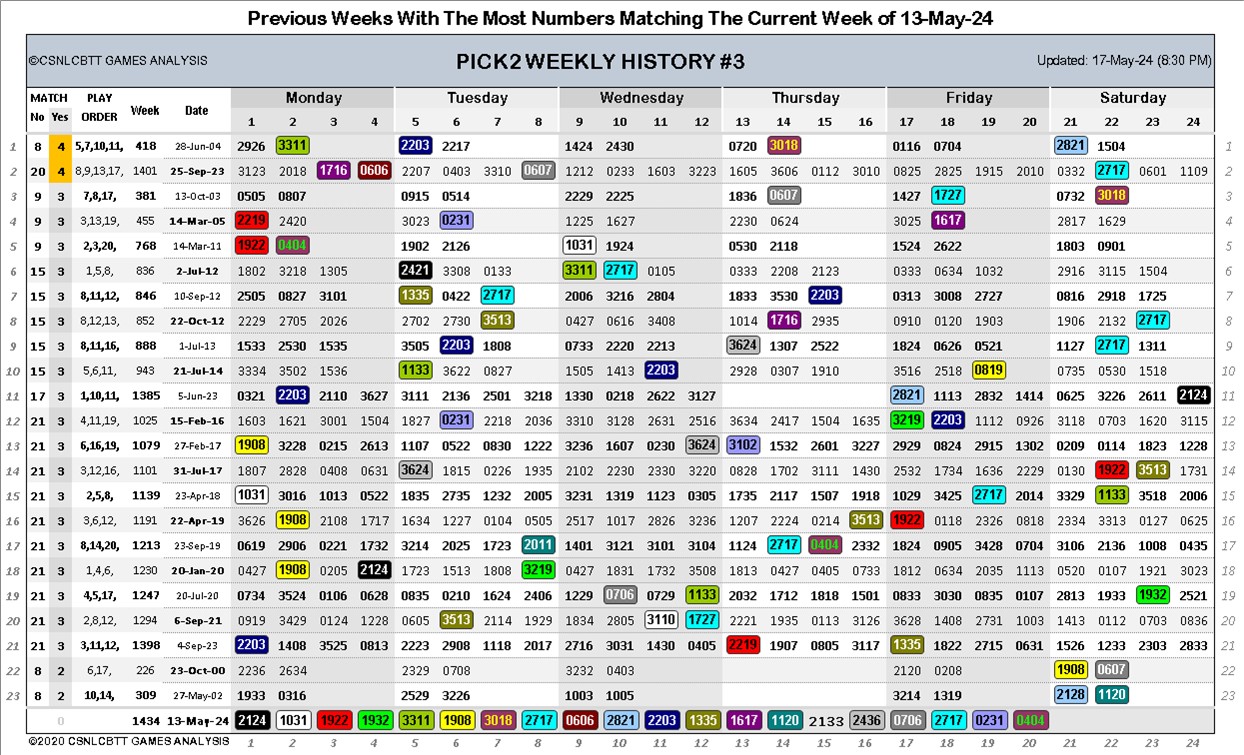 Previous Weeks With The Most Numbers Matching The Current Week of 13-May-24
©CSNLCBTT GAMES ANALYSIS PICK2 WEEKLY HISTORY #3 Updated: 17-May-24 (8:30 PM)
MATCH PLAY Week Date Monday Tuesday Wednesday Thursday Friday Saturday
No Yes ORDER 1 2 3 4 5 6 7 8 9 10 11 12 13 14 15 16 17 18 19 20 21 22 23 24
1 8 4 5,7,10,11, 418 28-Jun-04 2926 3311 2203 2217 1424 2430 0720 3018 0116 0704 2821 1504 1
2 20 4 8,9,13,17, 1401 25-Sep-23 3123 2018 1716 0606 2207 0403 3310 0607 1212 0233 1603 3223 1605 3606 0112 3010 0825 2825 1915 2010 0332 2717 0601 1109 2
3 9 3 7,8,17, 381 13-Oct-03 0505 0807 0915 0514 2229 2225 1836 0607 1427 1727 0732 3018 3
4 9 3 3,13,19, 455 14-Mar-05 2219 2420 3023 0231 1225 1627 2230 0624 3025 1617 2817 1629 4
5 9 3 2,3,20, 768 14-Mar-11 1922 0404 1902 2126 1031 1924 0530 2118 1524 2622 1803 0901 5
6 15 3 1,5,8, 836 2-Jul-12 1802 3218 1305 2421 3308 0133 3311 2717 0105 0333 2208 2123 0333 0634 1032 2916 3115 1504 6
7 15 3 8,11,12, 846 10-Sep-12 2505 0827 3101 1335 0422 2717 2006 3216 2804 1833 3530 2203 0313 3008 2727 0816 2918 1725 7
8 15 3 8,12,13, 852 22-Oct-12 2229 2705 2026 2702 2730 3513 0427 0616 3408 1014 1716 2935 0910 0120 1903 1906 2132 2717 8
9 15 3 8,11,16, 888 1-Jul-13 1533 2530 1535 3505 2203 1808 0733 2220 2213 3624 1307 2522 1824 0626 0521 1127 2717 1311 9
10 15 3 5,6,11, 943 21-Jul-14 3334 3502 1536 1133 3622 0827 1505 1413 2203 2928 0307 1910 3516 2518 0819 0735 0530 1518 10
11 17 3 1,10,11, 1385 5-Jun-23 0321 2203 2110 3627 3111 2136 2501 3218 1330 0218 2622 3127 2821 1113 2832 1414 0625 3226 2611 2124 11
12 21 3 4,11,19, 1025 15-Feb-16 1603 1621 3001 1504 1827 0231 2218 2038 3310 3128 2631 2516 3634 2417 1504 1635 3219 2203 1112 0926 3118 0703 1620 3115 12
13 21 3 6,16,19, 1079 27-Feb-17 1908 3228 0215 2613 1107 0522 0830 1222 3236 1607 0230 3624 3102 1532 2601 3227 2929 0824 2915 1302 0209 0114 1823 1228 13
14 21 3 3,12,16, 1101 31-Jul-17 1807 2828 0408 0631 3624 1815 0226 1935 2102 2230 2330 3220 0828 1702 3111 1430 2532 1734 1636 2229 0130 1922 3513 1731 14
15 21 3 2,5,8, 1139 23-Apr-18 1031 3016 1013 0522 1835 2735 1232 2005 3231 1319 1123 0305 1735 2117 1507 1918 1029 3425 2717 2014 3329 1133 3518 2006 15
16 21 3 3,6,12, 1191 22-Apr-19 3626 1908 2108 1717 1634 1227 0104 0505 2517 1017 2826 3236 1207 2224 0214 3513 1922 0118 2326 0818 2334 3313 0127 0625 16
17 21 3 8,14,20, 1213 23-Sep-19 0619 2906 0221 1732 3214 2025 1723 2011 1401 3121 3101 3104 1124 2717 0404 2332 1824 0905 3428 0704 3106 2136 1008 0435 17
18 21 3 1,4,6, 1230 20-Jan-20 0427 1908 0205 2124 1723 1513 1808 3219 0427 1831 1732 3508 1813 0427 0405 0733 1812 0634 2035 1113 0520 0107 1921 3023 18
19 21 3 4,5,17, 1247 20-Jul-20 0734 3524 0106 0628 0835 0210 1624 2406 1229 0706 0729 1133 2032 1712 1818 1501 0833 3030 0835 0107 2813 1933 1932 2521 19
20 21 3 2,8,12, 1294 6-Sep-21 0919 3429 0124 1228 0605 3513 2114 1929 1834 2805 3110 1727 2221 1935 0113 3126 3628 1408 2731 1003 1413 0112 0703 0836 20
21 21 3 3,11,12, 1398 4-Sep-23 2203 1408 3525 0813 2223 2908 1118 2017 2716 3031 1430 0405 2219 1907 0805 3117 1335 1822 2715 0631 1526 1233 2303 2833 21
22 8 2 6,17, 226 23-Oct-00 2236 2634 2329 0708 3232 0403 2120 0208 1908 0607 22
23 8 2 10,14, 309 27-May-02 1933 0316 2529 3226 1003 1005 3214 1319 2128 1120 23
0 1434 13-May-24 2124 1031 1922 1932 3311 1908 3018 2717 0606 2821 2203 1335 1617 1120 2133 2436 0706 2717 0231 0404
©2020 CSNLCBTT GAMES ANALYSIS 1 2 3 4 5 6 7 8 9 10 11 12 13 14 15 16 17 18 19 20 21 22 23 24